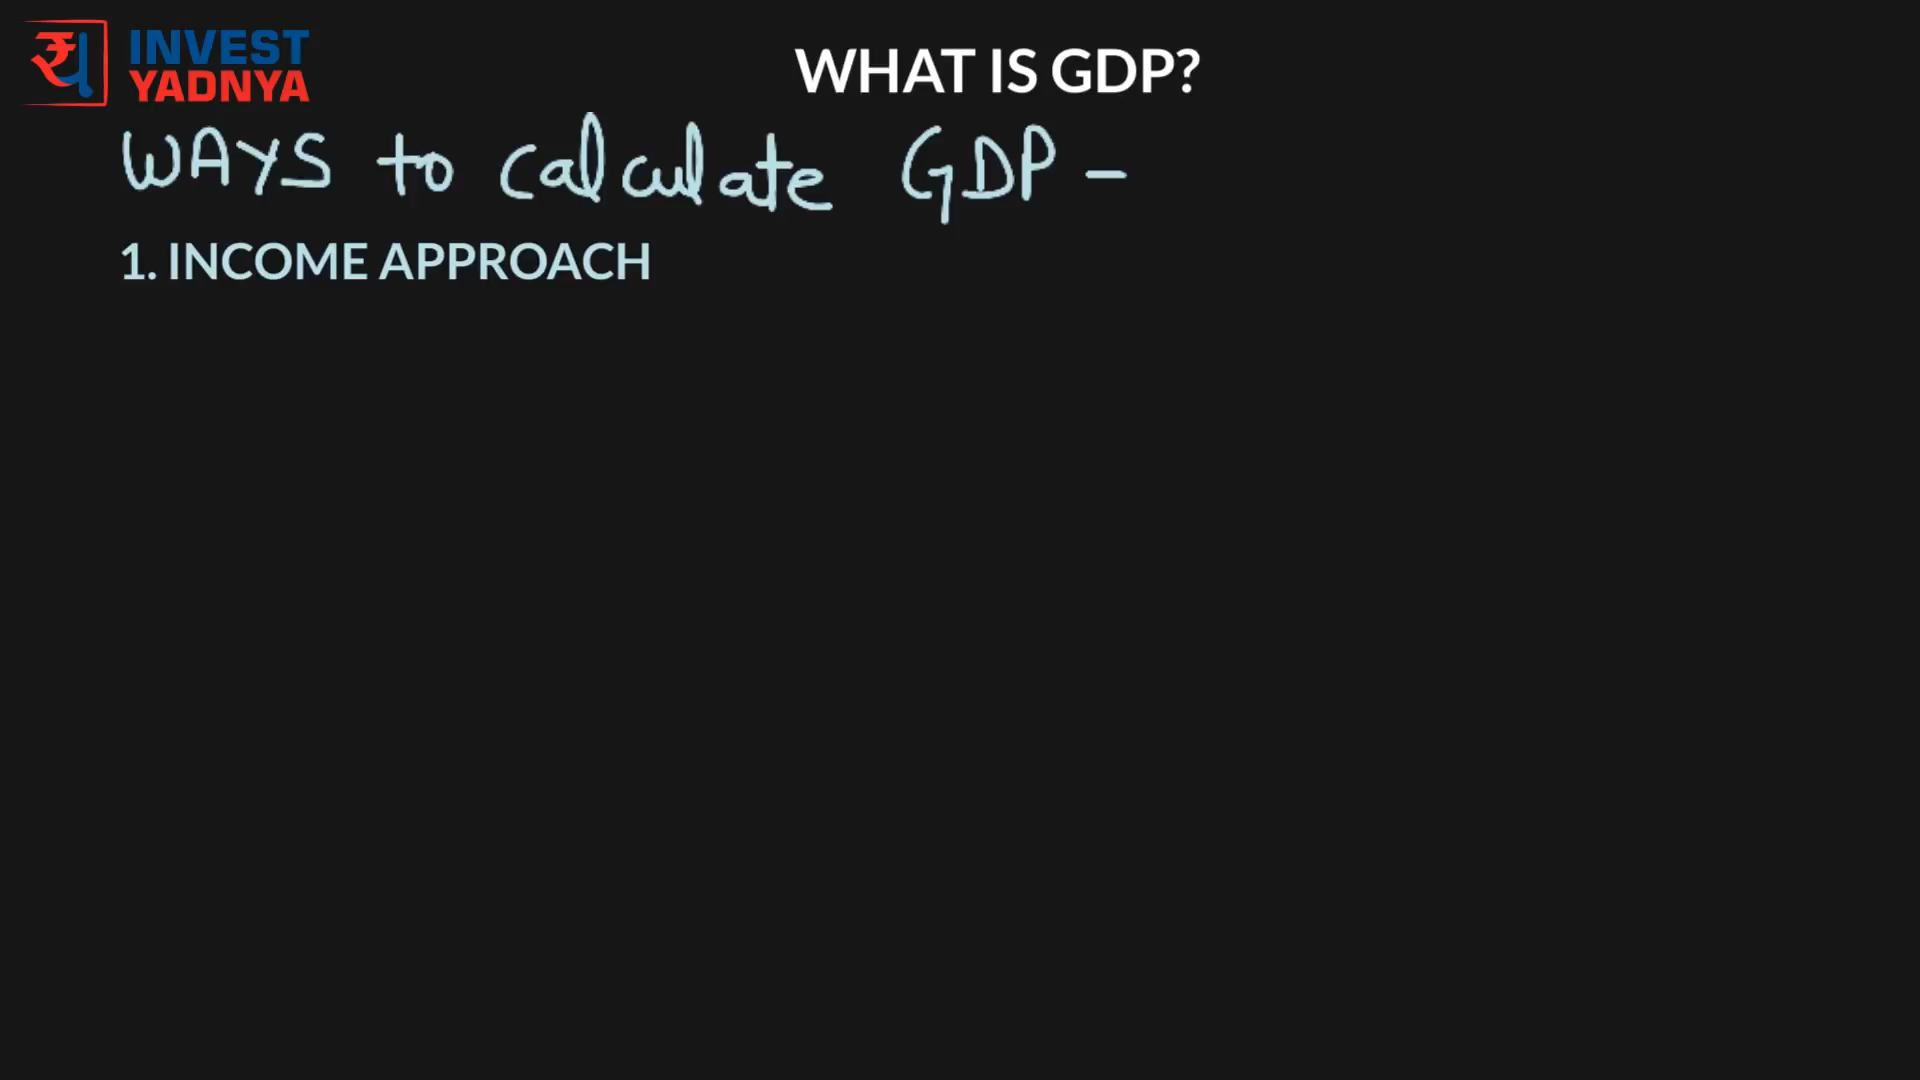 INVEST
YADNYA
WHAT IS GDP?
WAYS to calculate GDP -
1. INCOME APPROACH